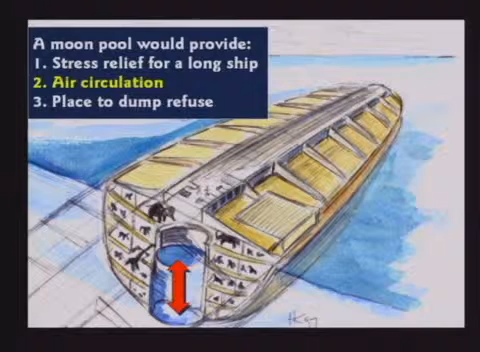 A moon pool would provide:
1. Stress relief for a long ship
2. Air circulation
3. Place to dump refuse